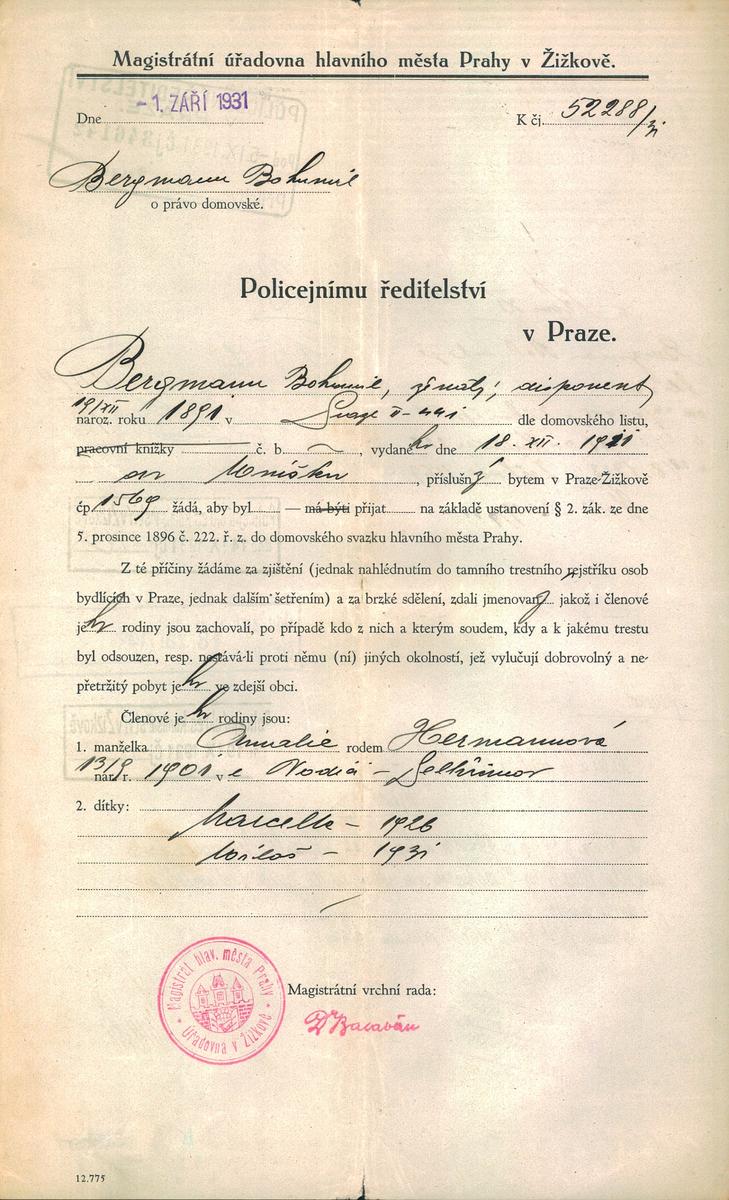 Magistrátní úřadovna hlavního města Prahy v Žižkově.
Dne - 1. ZÁŘÍ 1931
K čj. 52288/31
Bergmann Bohumil
o právo domovské.
Policejnímu ředitelství
v Praze.
Bergmann Bohumil, ženatý, disponent
19/XII
naroz. roku 1891 v Praze II-441 dle domovského listu,
pracovní knížky č. b. , vydaného dne 18. XII. 1921
příslušný bytem v Praze-Žižkově
čp 1569 žádá, aby byl — má-býti přijat na základě ustanovení § 2. zák. ze dne
5. prosince 1896 č. 222. ř. z. do domovského svazku hlavního města Prahy.
Z té příčiny žádáme za zjištění (jednak nahlédnutím do tamního trestního rejstříku osob
bydlících v Praze, jednak dalším šetřením) a za brzké sdělení, zdali jmenovaný jakož i členové
jeho rodiny jsou zachovalí, po případě kdo z nich a kterým soudem, kdy a k jakému trestu
byl odsouzen, resp. nestává-li proti němu (ní) jiných okolností, jež vylučují dobrovolný a ne-
přetržitý pobyt jeho ve zdejší obci.
Členové jeho rodiny jsou:
1. manželka Amalie rodem Hermannová
13/9 nar. r. 1901 v
2. dítky:
Marcella - 1926
Miloš - 1931
Magistrát hlav. města Prahy
Úřadovna v Žižkově
Magistrátní vrchní rada:
12.775